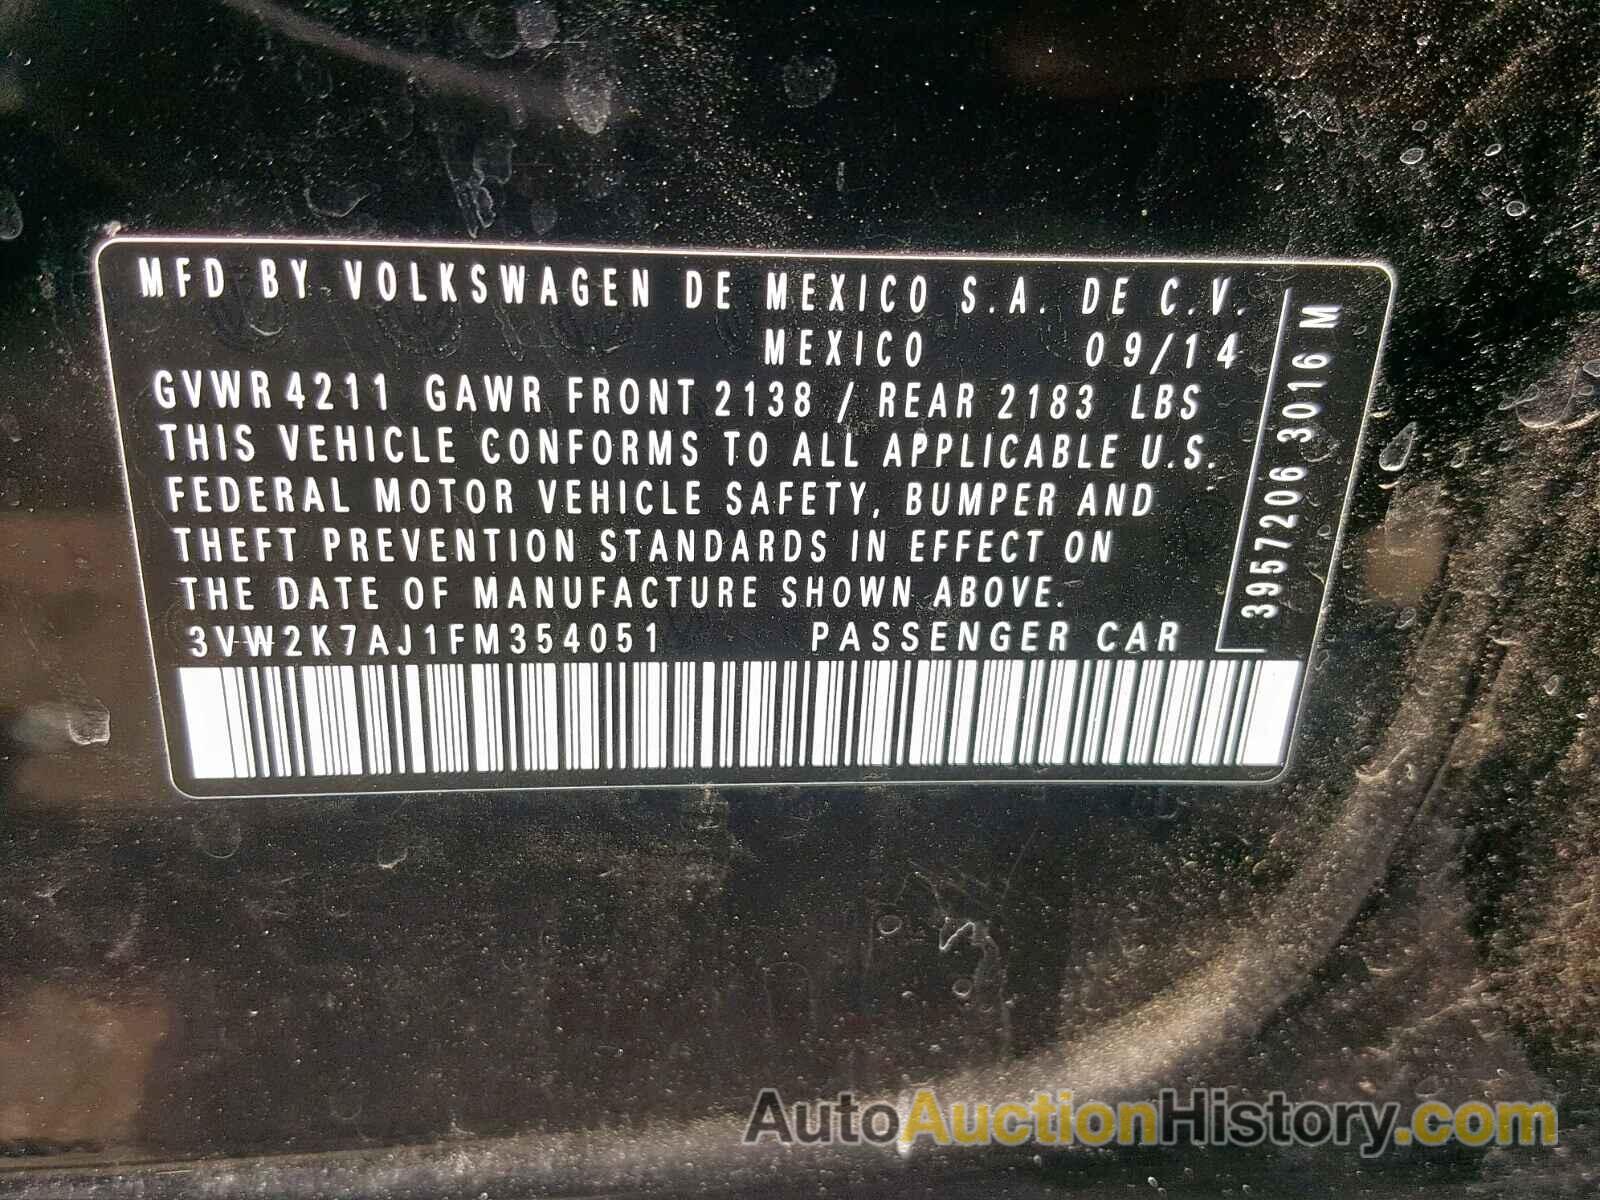 MFD BY VOLKSWAGEN DE MEXICO S.A. DE C.V.
MEXICO 09/14
GVWR 4211 GAWR FRONT 2138 / REAR 2183 LBS
THIS VEHICLE CONFORMS TO ALL APPLICABLE U.S.
FEDERAL MOTOR VEHICLE SAFETY, BUMPER AND
THEFT PREVENTION STANDARDS IN EFFECT ON
THE DATE OF MANUFACTURE SHOWN ABOVE.
3VW2K7AJ1FM354051 PASSENGER CAR
3957206 3016 M
AutoAuctionHistory.com